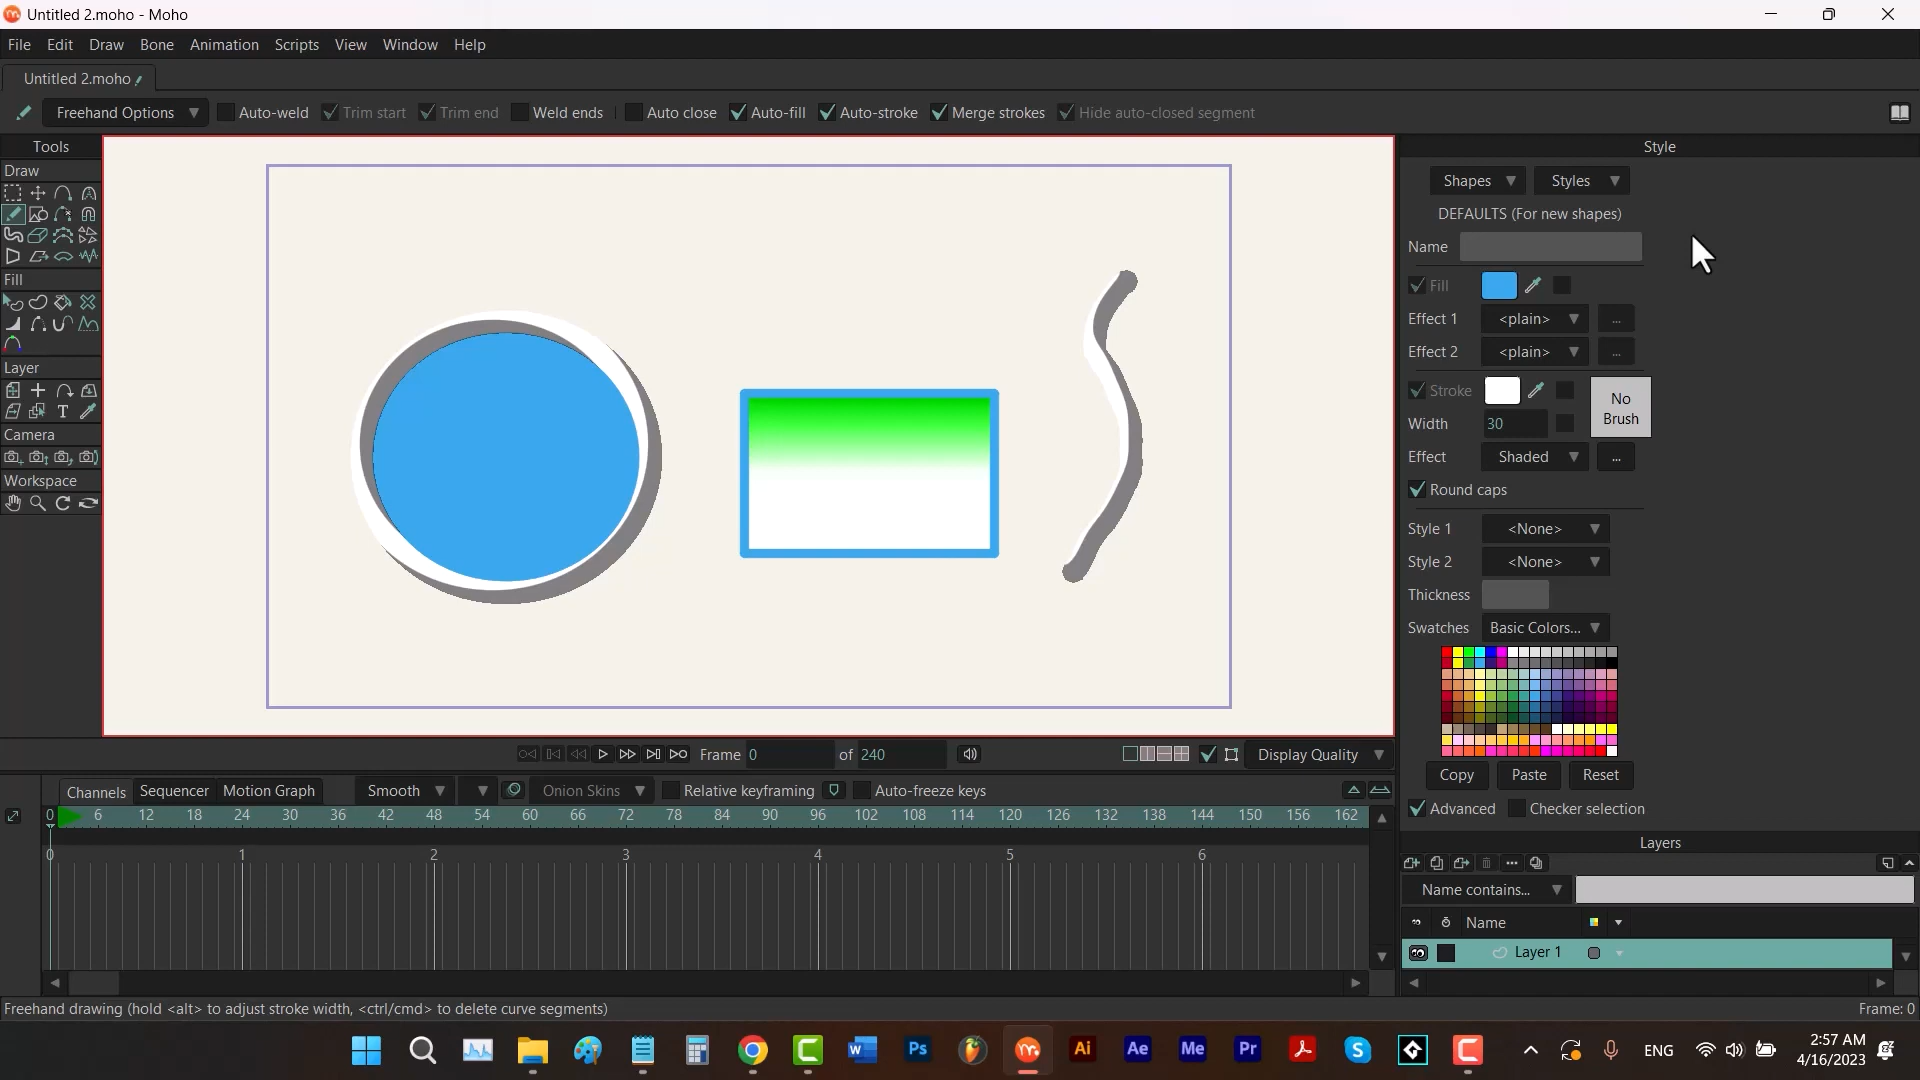 Untitled 2.moho - Moho
File Edit Draw Bone Animation Scripts View Window Help
Untitled 2.moho
Freehand Options Auto-weld Trim start Trim end Weld ends Auto close Auto-fill Auto-stroke Merge strokes Hide auto-closed segment
Tools
Draw
Fill
Layer
Camera
Workspace
Style
Shapes Styles
DEFAULTS (For new shapes)
Name
Fill
Effect 1 <plain> ...
Effect 2 <plain> ...
Stroke
No
Brush
Width 30
Effect Shaded ...
Round caps
Style 1 <None>
Style 2 <None>
Thickness
Swatches Basic Colors...
Copy Paste Reset
Advanced Checker selection
Frame 0 of 240 Display Quality
Channels Sequencer Motion Graph Smooth Onion Skins Relative keyframing Auto-freeze keys
0 6 12 18 24 30 36 42 48 54 60 66 72 78 84 90 96 102 108 114 120 126 132 138 144 150 156 162
0 1 2 3 4 5 6
Layers
Name contains...
Name
Layer 1
Freehand drawing (hold <alt> to adjust stroke width, <ctrl/cmd> to delete curve segments) Frame: 0
W Ps Ai Ae Me Pr S ENG 2:57 AM
4/16/2023